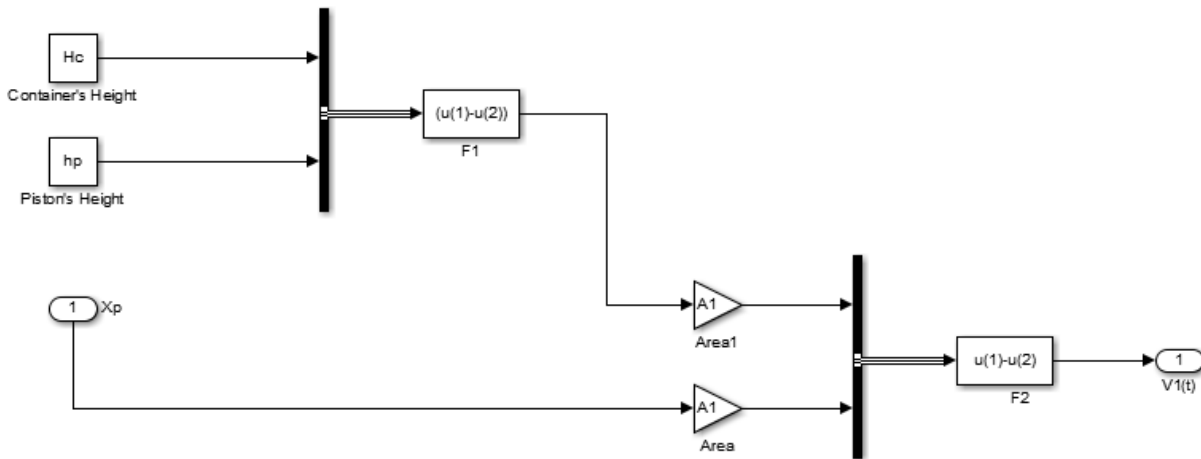 Hc
Container's Height
(u(1)-u(2))
F1
hp
Piston's Height
1
Xp
A1
Area1
u(1)-u(2)
F2
1
V1(t)
A1
Area